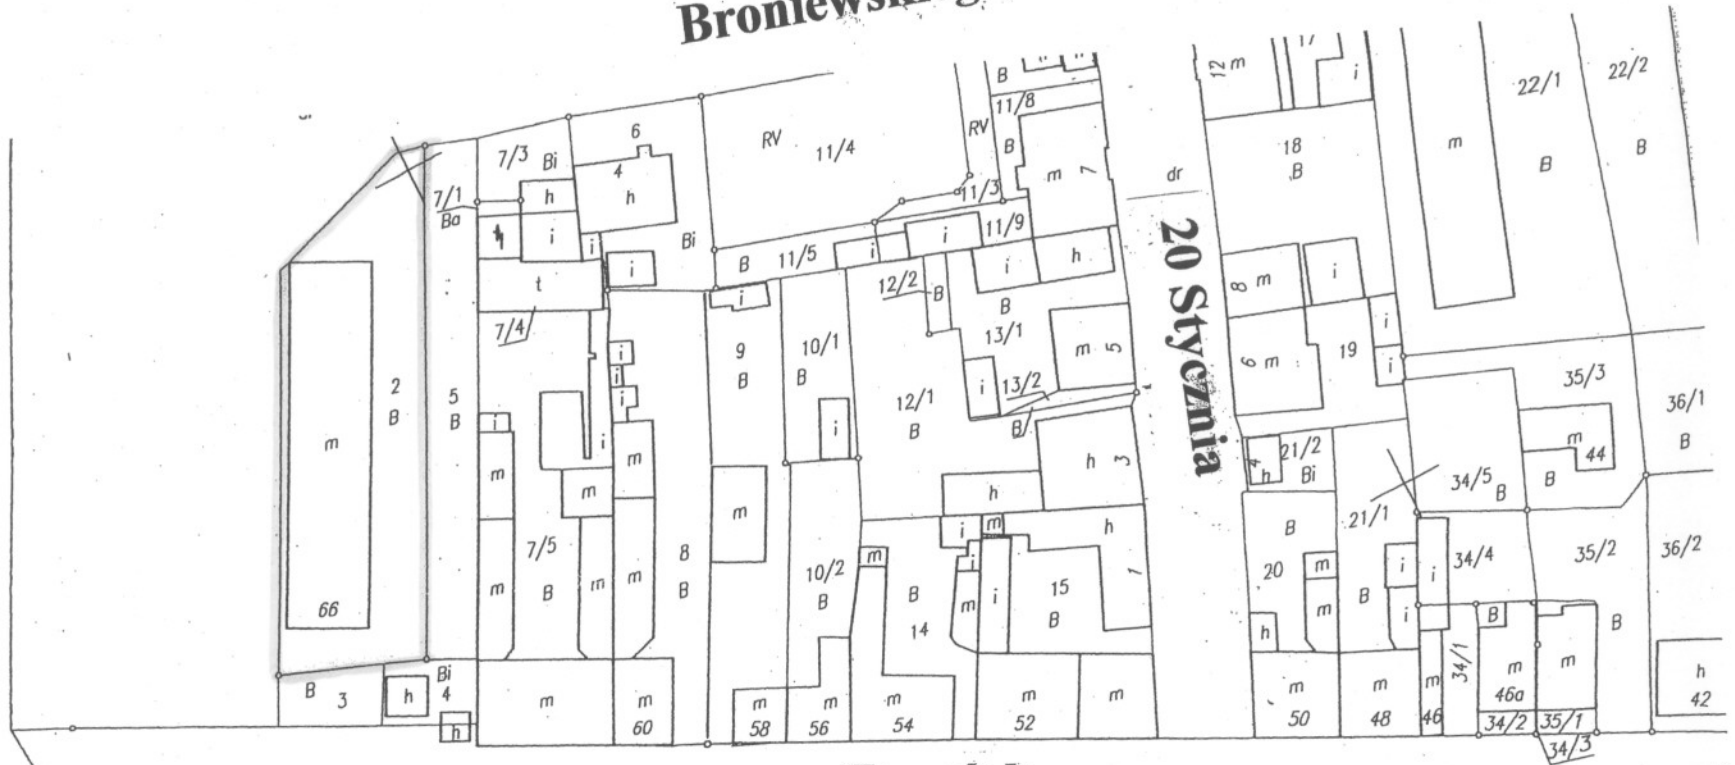 20 Stycznia
dr
RV
11/4
6
4
h
Bi
7/3
Bi
h
7/1
Ba
i
i
i
t
7/4
2
B
m
66
5
B
B
3
h
Bi
4
h
i
m
m
7/5
B
m
m
i
i
i
i
m
m
m
60
8
B
9
B
i
m
m
58
10/1
B
i
10/2
B
m
56
B
11/5
i
i
11/9
11/3
RV
B
11/8
B
m
7
i
h
12/2
B
12/1
B
B
13/1
13/2
B
i
m
5
h
3
h
m
B
14
m
54
i
m
i
m
i
h
1
15
B
m
52
m
12
m
17
i
18
B
8
m
i
6
m
19
i
i
4
h
21/2
Bi
21/1
B
20
B
m
m
h
m
50
i
i
m
48
i
m
46
m
22/1
B
22/2
B
35/3
m
44
B
36/1
B
34/5
B
34/4
34/1
B
m
46a
34/2
m
35/1
34/3
35/2
B
36/2
h
42